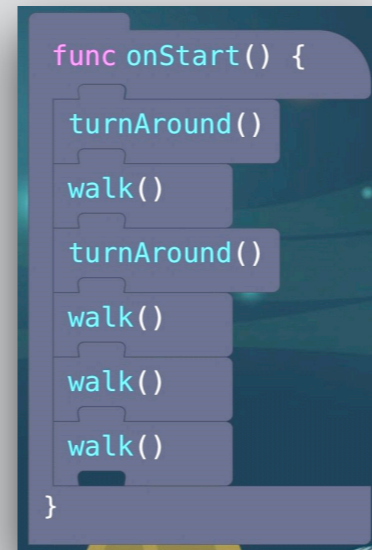 func onStart() {
turnAround()
walk()
turnAround()
walk()
walk()
walk()
}